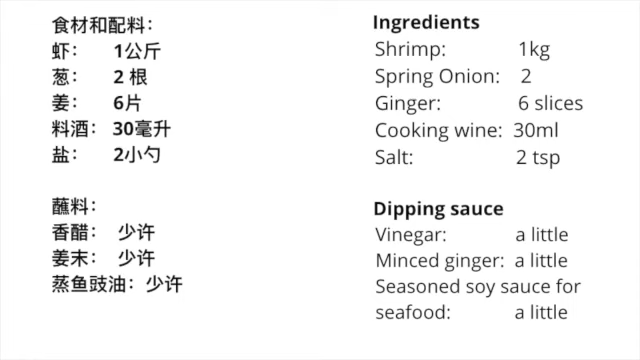 食材和配料：
虾： 1公斤
葱： 2 根
姜： 6片
料酒： 30毫升
盐： 2小勺
蘸料：
香醋： 少许
姜末： 少许
蒸鱼豉油：少许
Ingredients
Shrimp: 1kg
Spring Onion: 2
Ginger: 6 slices
Cooking wine: 30ml
Salt: 2 tsp
Dipping sauce
Vinegar: a little
Minced ginger: a little
Seasoned soy sauce for
seafood: a little